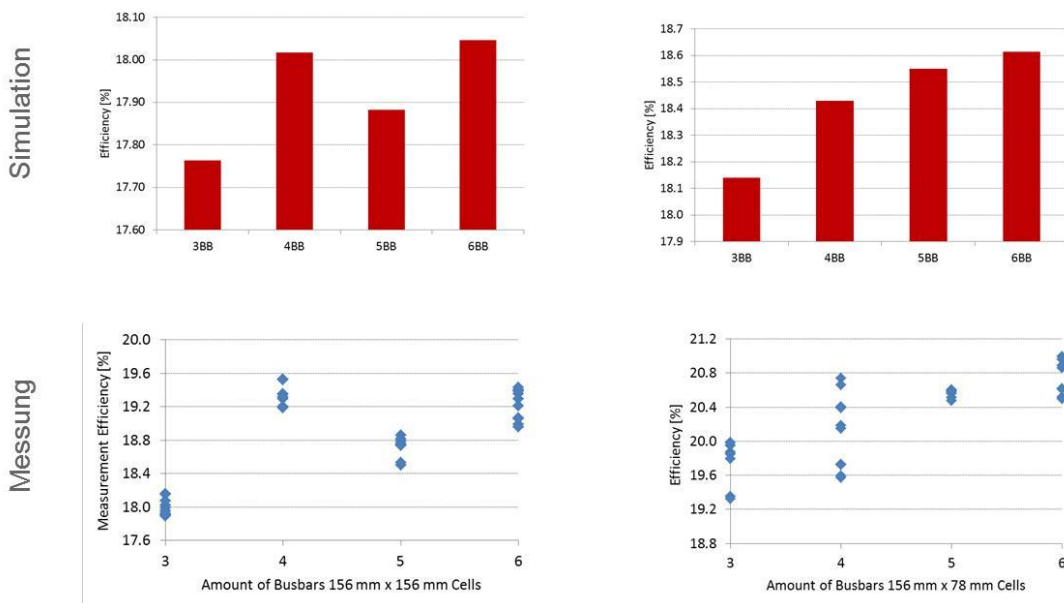 Simulation
Efficiency [%]
18.10
18.00
17.90
17.80
17.70
17.60
3BB 4BB 5BB 6BB
Efficiency [%]
18.7
18.6
18.5
18.4
18.3
18.2
18.1
18.0
17.9
3BB 4BB 5BB 6BB
Messung
Measurement Efficiency [%]
20.0
19.6
19.2
18.8
18.4
18.0
17.6
3 4 5 6
Amount of Busbars 156 mm x 156 mm Cells
Efficiency [%]
21.2
20.8
20.4
20.0
19.6
19.2
18.8
3 4 5 6
Amount of Busbars 156 mm x 78 mm Cells